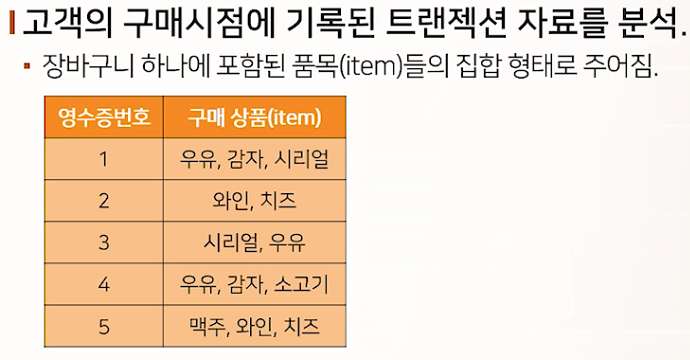 고객의 구매시점에 기록된 트랜젝션 자료를 분석.
▪ 장바구니 하나에 포함된 품목(item)들의 집합 형태로 주어짐.
영수증번호 구매 상품(item)
1 우유, 감자, 시리얼
2 와인, 치즈
3 시리얼, 우유
4 우유, 감자, 소고기
5 맥주, 와인, 치즈